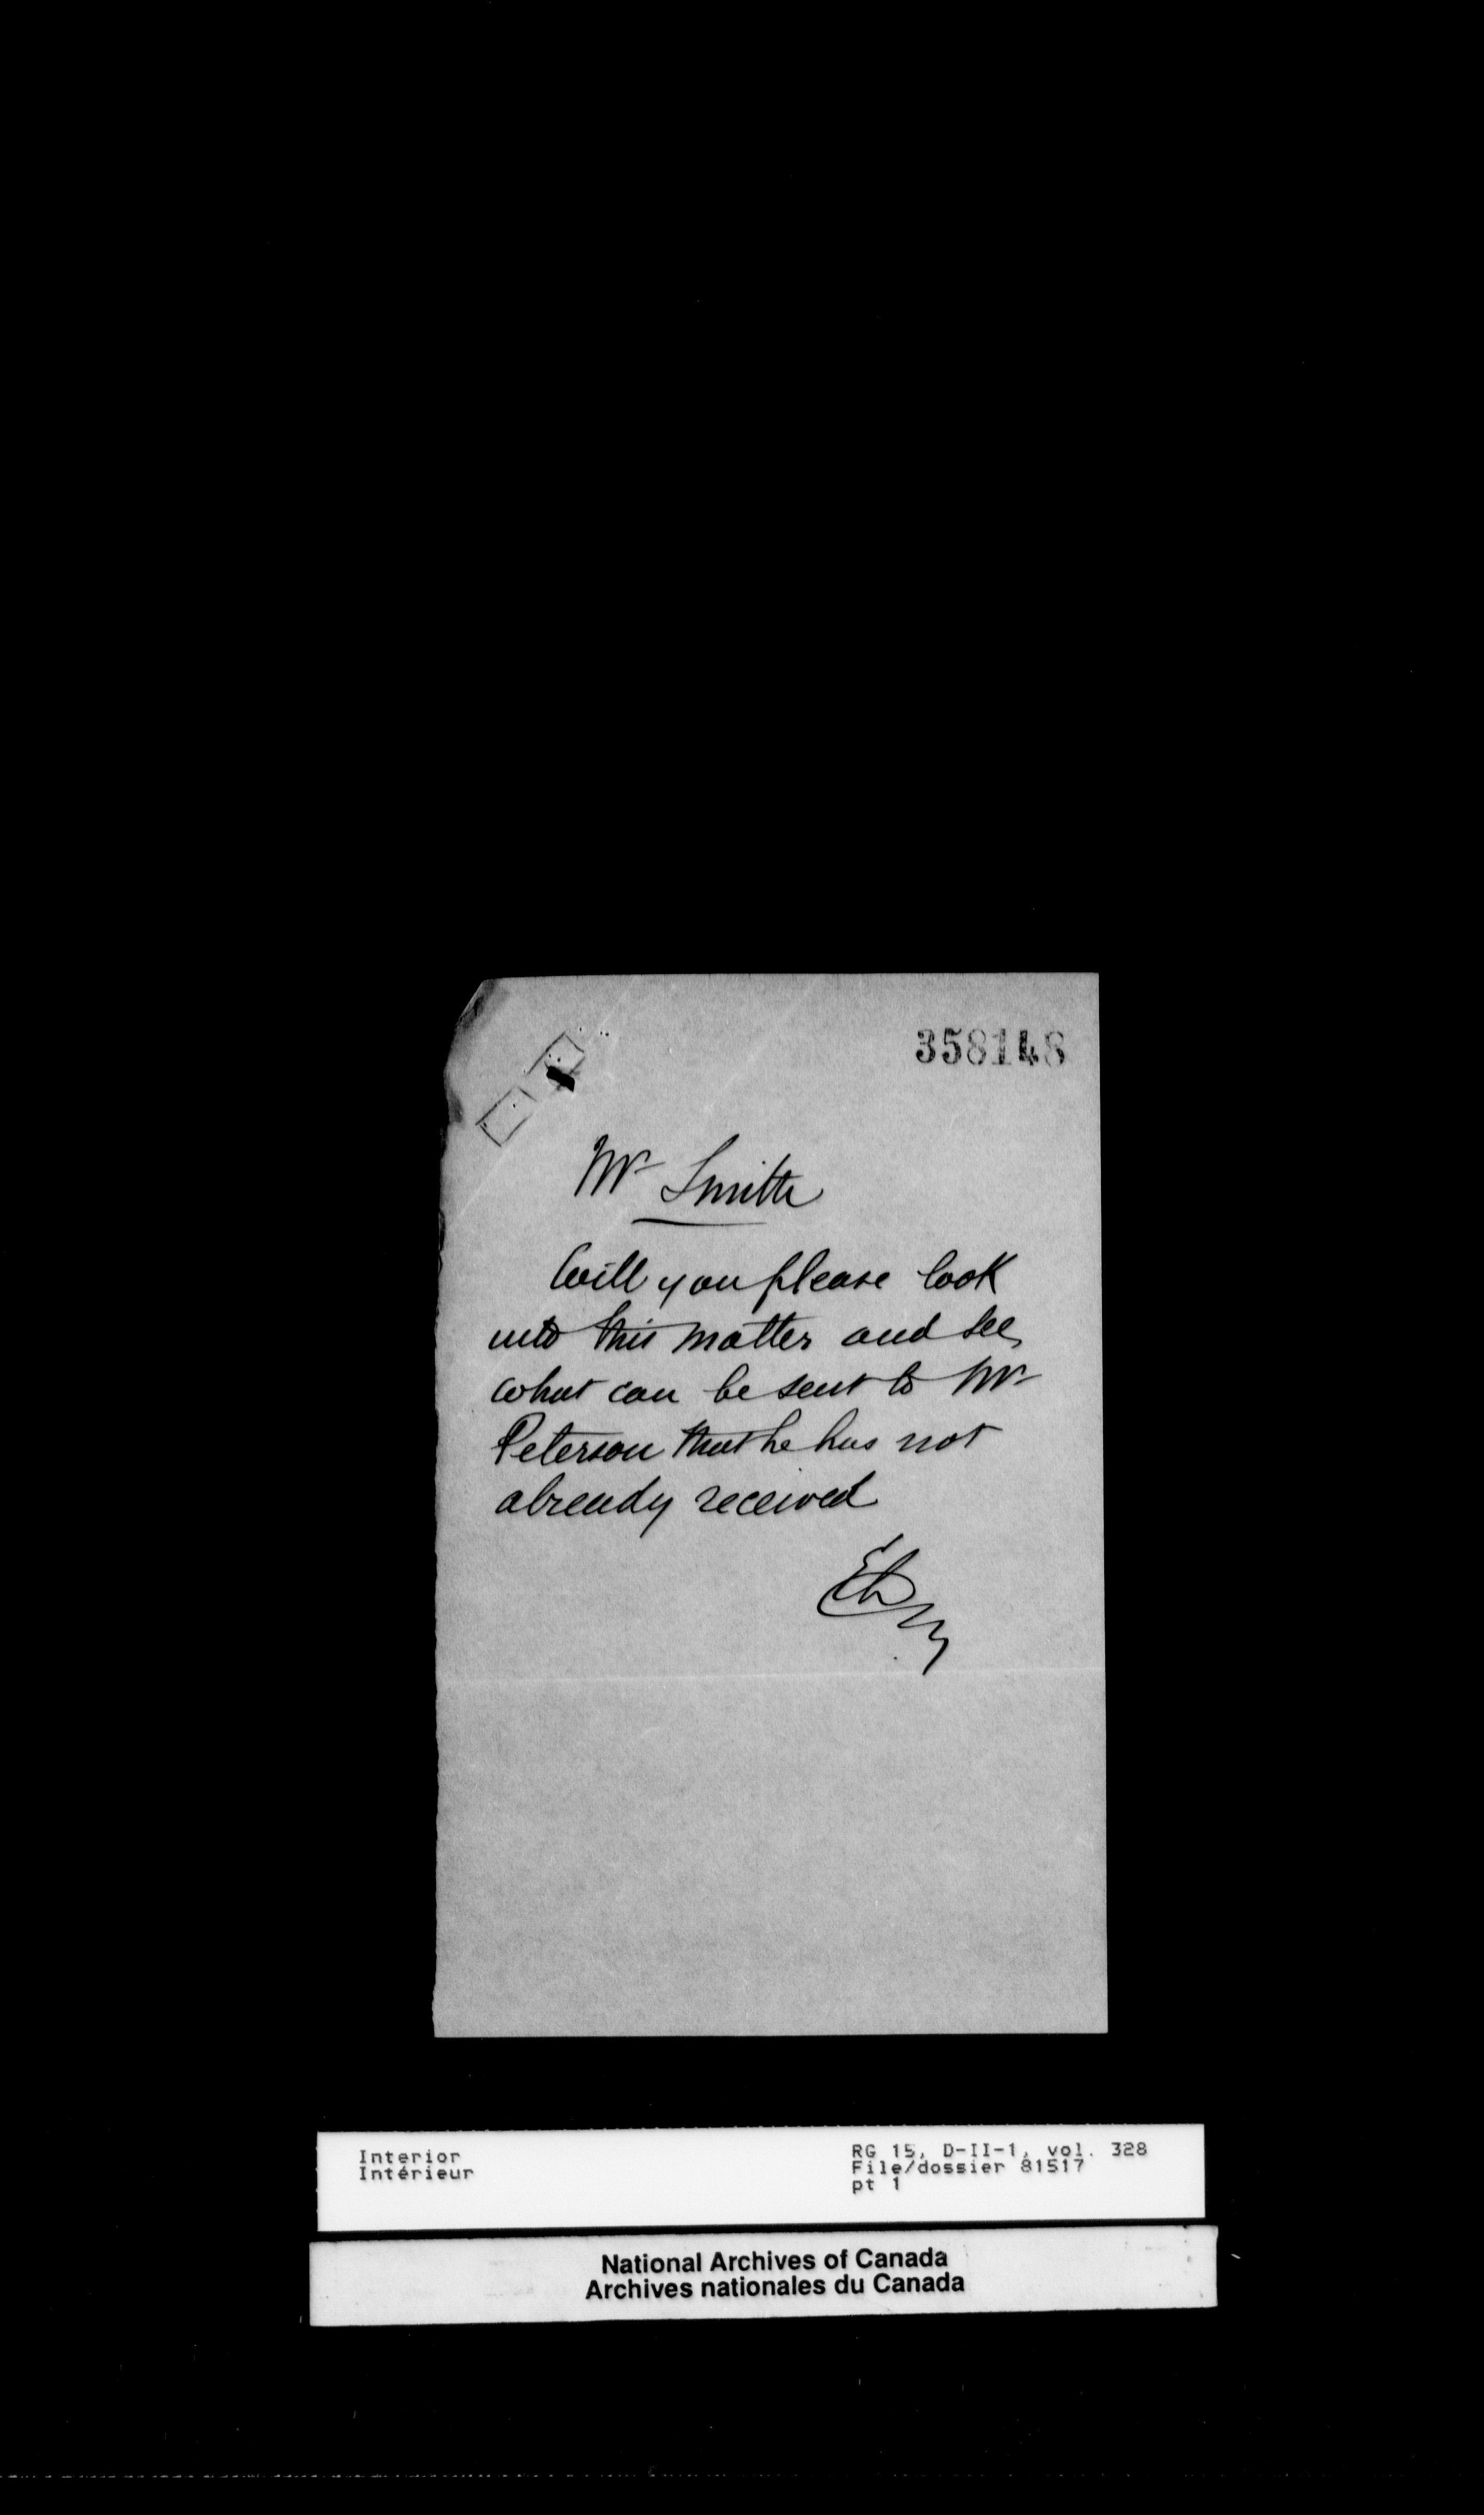 358148
Mr Smith
Will you please look
into this matter and see
what can be sent to Mr
Peterson that he has not
already received
Interior
Intérieur
RG 15, D-II-1, vol. 328
File/dossier 81517
pt 1
National Archives of Canada
Archives nationales du Canada